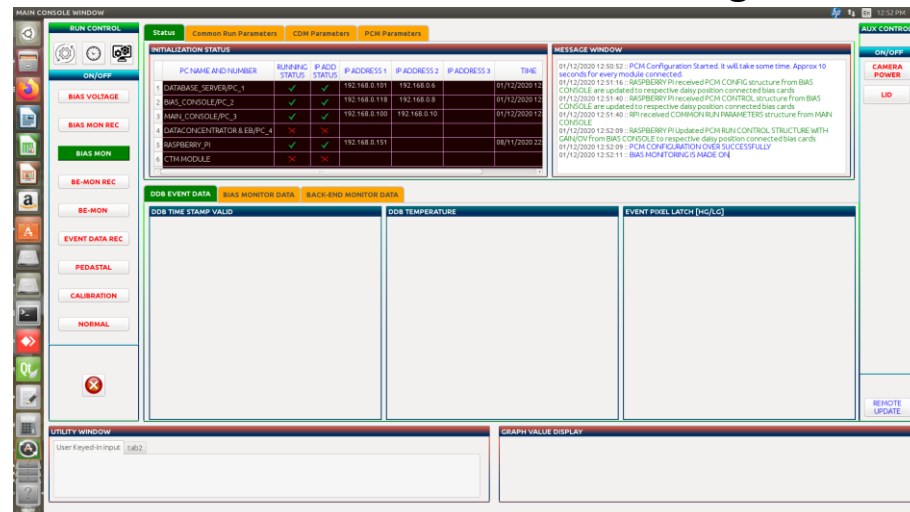 MAIN CONSOLE WINDOW
En 12:52 PM
RUN CONTROL
ON/OFF
BIAS VOLTAGE
BIAS MON REC
BIAS MON
BE-MON REC
BE-MON
EVENT DATA REC
PEDASTAL
CALIBRATION
NORMAL
Status Common Run Parameters CDM Parameters PCM Parameters
INITIALIZATION STATUS
PC NAME AND NUMBER RUNNING STATUS IP ADD STATUS IP ADDRESS 1 IP ADDRESS 2 IP ADDRESS 3 TIME
1 DATABASE_SERVER/PC_1 192.168.0.101 192.168.0.6 01/12/2020 12
2 BIAS_CONSOLE/PC_2 192.168.0.118 192.168.0.8 01/12/2020 12
3 MAIN_CONSOLE/PC_3 192.168.0.100 192.168.0.10 01/12/2020 12
4 DATACONCENTRATOR & EB/PC_4
5 RASPBERRY_PI 192.168.0.151 08/11/2020 22
6 CTM MODULE
MESSAGE WINDOW
01/12/2020 12:50:52 :: PCM Configuration Started. It will take some time. Approx 10
seconds for every module connected.
01/12/2020 12:51:16 :: RASPBERRY PI received PCM CONFIG structure from BIAS
CONSOLE are updated to respective daisy position connected bias cards
01/12/2020 12:51:40 :: RASPBERRY PI received PCM CONTROL structure from BIAS
CONSOLE are updated to respective daisy position connected bias cards
01/12/2020 12:51:40 :: RPI received COMMON RUN PARAMETERS structure from MAIN
CONSOLE
01/12/2020 12:52:09 :: RASPBERRY PI Updated PCM RUN CONTROL STRUCTURE WITH
GAIN/OV from BIAS CONSOLE to respective daisy position connected bias cards
01/12/2020 12:52:09 :: PCM CONFIGURATION OVER SUCCESSFULLY
01/12/2020 12:52:11 :: BIAS MONITORING IS MADE ON
DDB EVENT DATA BIAS MONITOR DATA BACK-END MONITOR DATA
DDB TIME STAMP VALID
DDB TEMPERATURE
EVENT PIXEL LATCH [HG/LG]
AUX CONTROL
ON/OFF
CAMERA
POWER
LID
REMOTE
UPDATE
UTILITY WINDOW
User Keyed-in input tab2
GRAPH VALUE DISPLAY